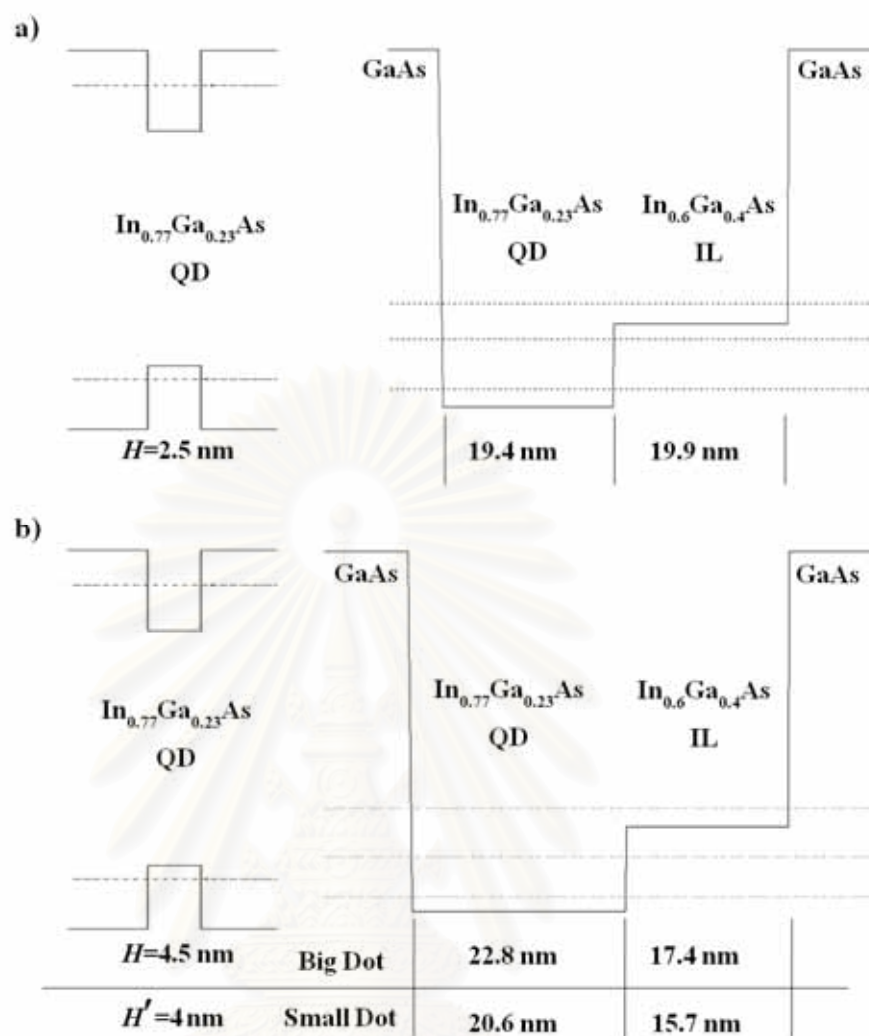 a)
GaAs
GaAs
In0.77Ga0.23As
QD
In0.77Ga0.23As
QD
In0.6Ga0.4As
IL
H=2.5 nm
19.4 nm
19.9 nm
b)
GaAs
GaAs
In0.77Ga0.23As
QD
In0.77Ga0.23As
QD
In0.6Ga0.4As
IL
H=4.5 nm
Big Dot
22.8 nm
17.4 nm
H'=4 nm
Small Dot
20.6 nm
15.7 nm